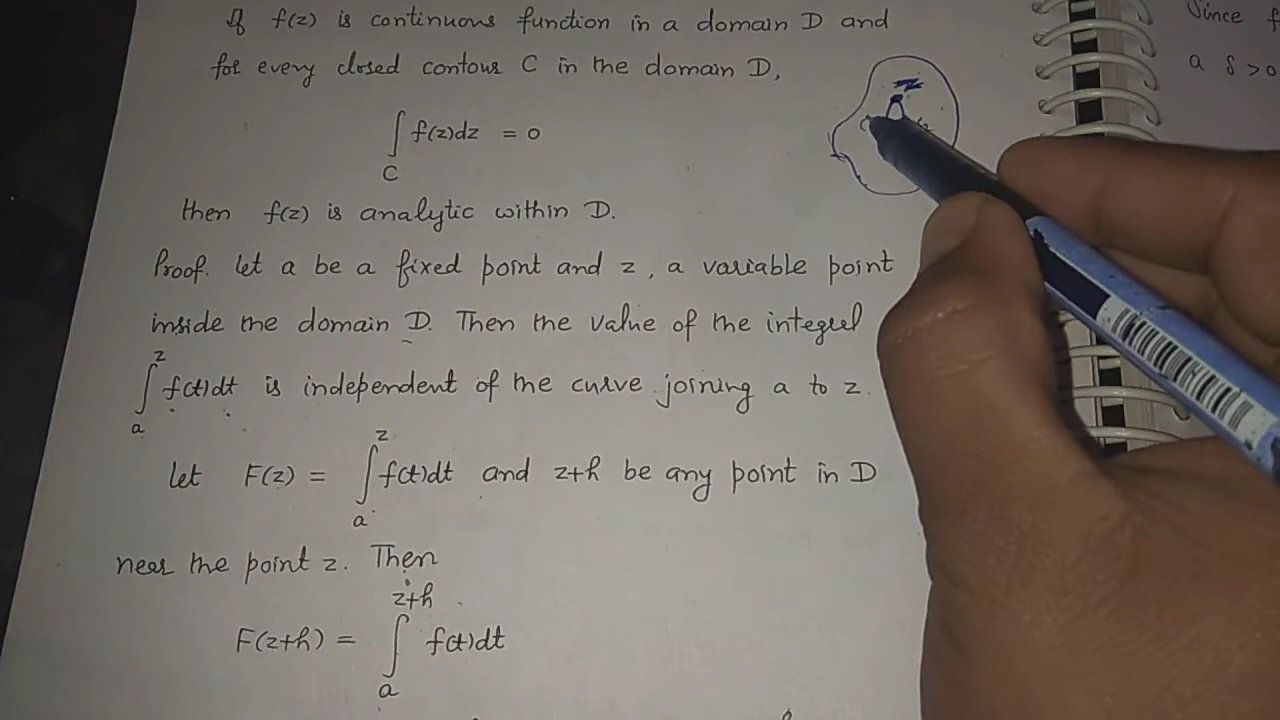 If f(z) is continuous function in a domain D and
for every closed contour C in the domain D,
∫_C f(z)dz = 0
then f(z) is analytic within D.
Proof. let a be a fixed point and z, a variable point
inside the domain D. Then the value of the integral
∫_a^z f(t)dt is independent of the curve joining a to z.
let F(z) = ∫_a^z f(t)dt and z+h be any point in D
near the point z. Then
F(z+h) = ∫_a^{z+h} f(t)dt
Since f
a δ>0
z